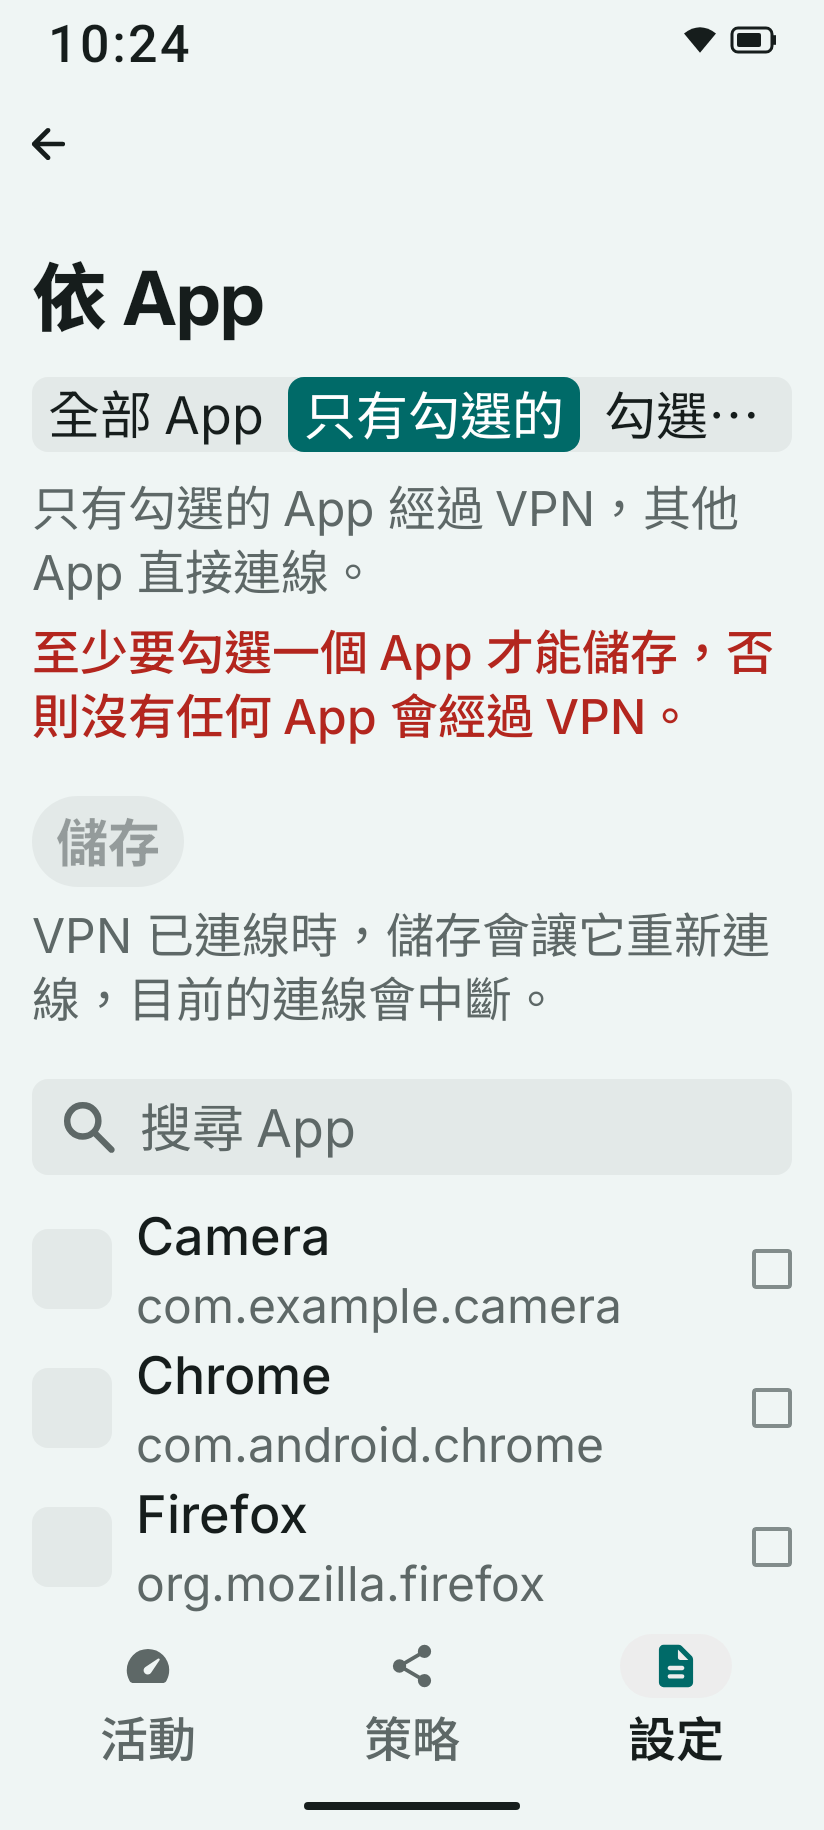 10:24
依 App
全部 App
只有勾選的
勾選…
只有勾選的 App 經過 VPN，其他
App 直接連線。
至少要勾選一個 App 才能儲存，否
則沒有任何 App 會經過 VPN。
儲存
VPN 已連線時，儲存會讓它重新連
線，目前的連線會中斷。
搜尋 App
Camera
com.example.camera
Chrome
com.android.chrome
Firefox
org.mozilla.firefox
活動
策略
設定